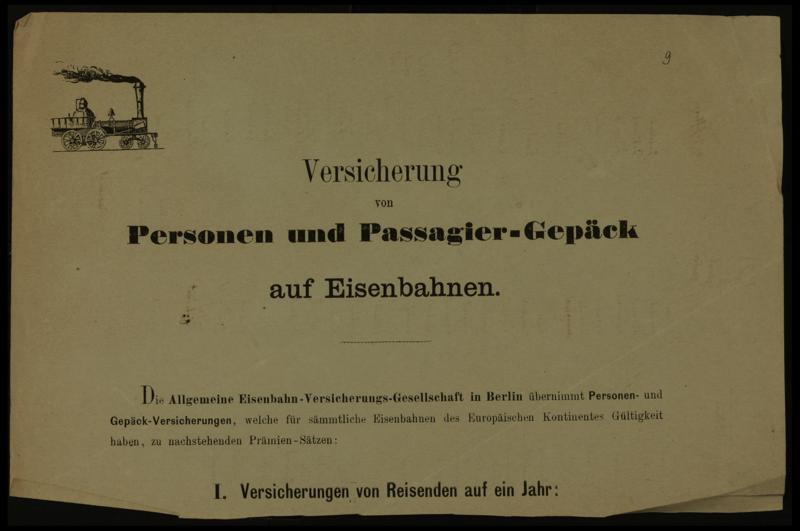 9
Versicherung
von
Personen und Passagier-Gepäck
auf Eisenbahnen.
Die Allgemeine Eisenbahn-Versicherungs-Gesellschaft in Berlin übernimmt Personen- und
Gepäck-Versicherungen, welche für sämmtliche Eisenbahnen des Europäischen Kontinentes Gültigkeit
haben, zu nachstehenden Prämien-Sätzen:
I. Versicherungen von Reisenden auf ein Jahr: